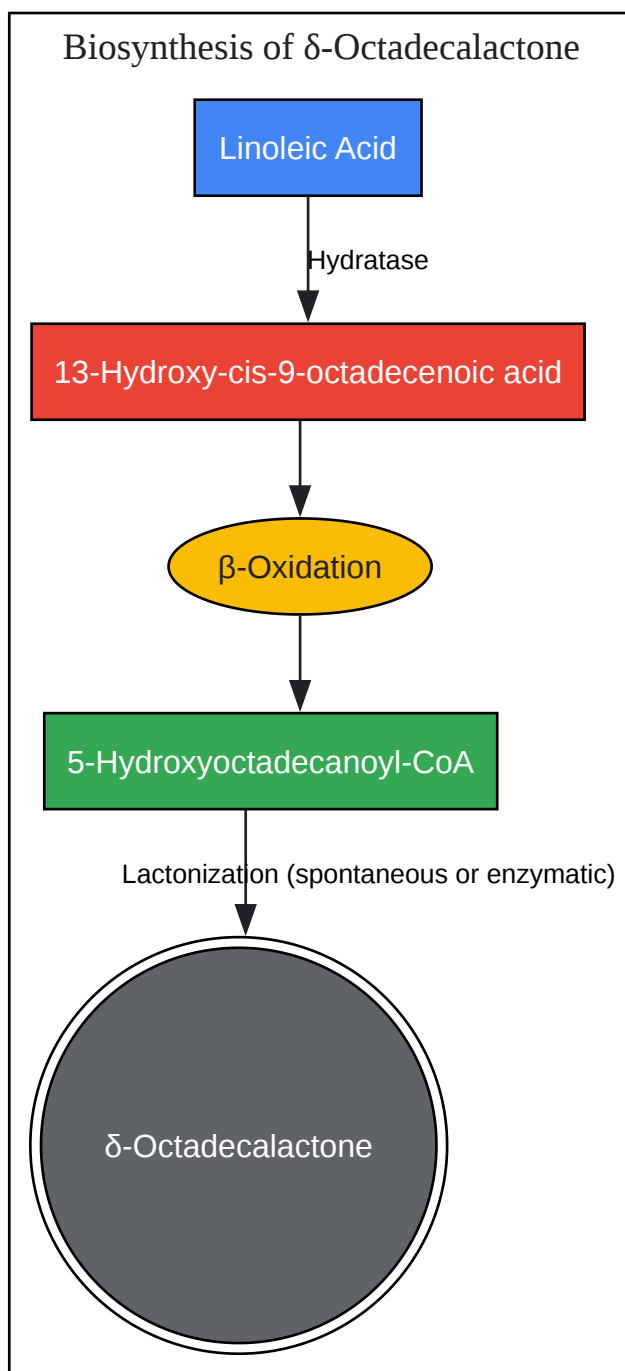 Biosynthesis of δ-Octadecalactone
Linoleic Acid
Hydratase
13-Hydroxy-cis-9-octadecenoic acid
β-Oxidation
5-Hydroxyoctadecanoyl-CoA
Lactonization (spontaneous or enzymatic)
δ-Octadecalactone